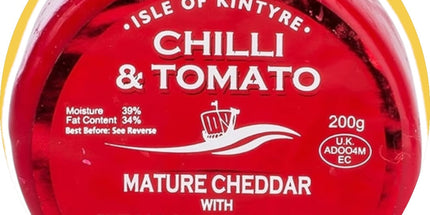 • ISLE OF KINTYRE •
CHILLI
& TOMATO
Moisture 39%
Fat Content 34%
Best Before: See Reverse
200g
U.K.
ADOO4M
EC
MATURE CHEDDAR
WITH